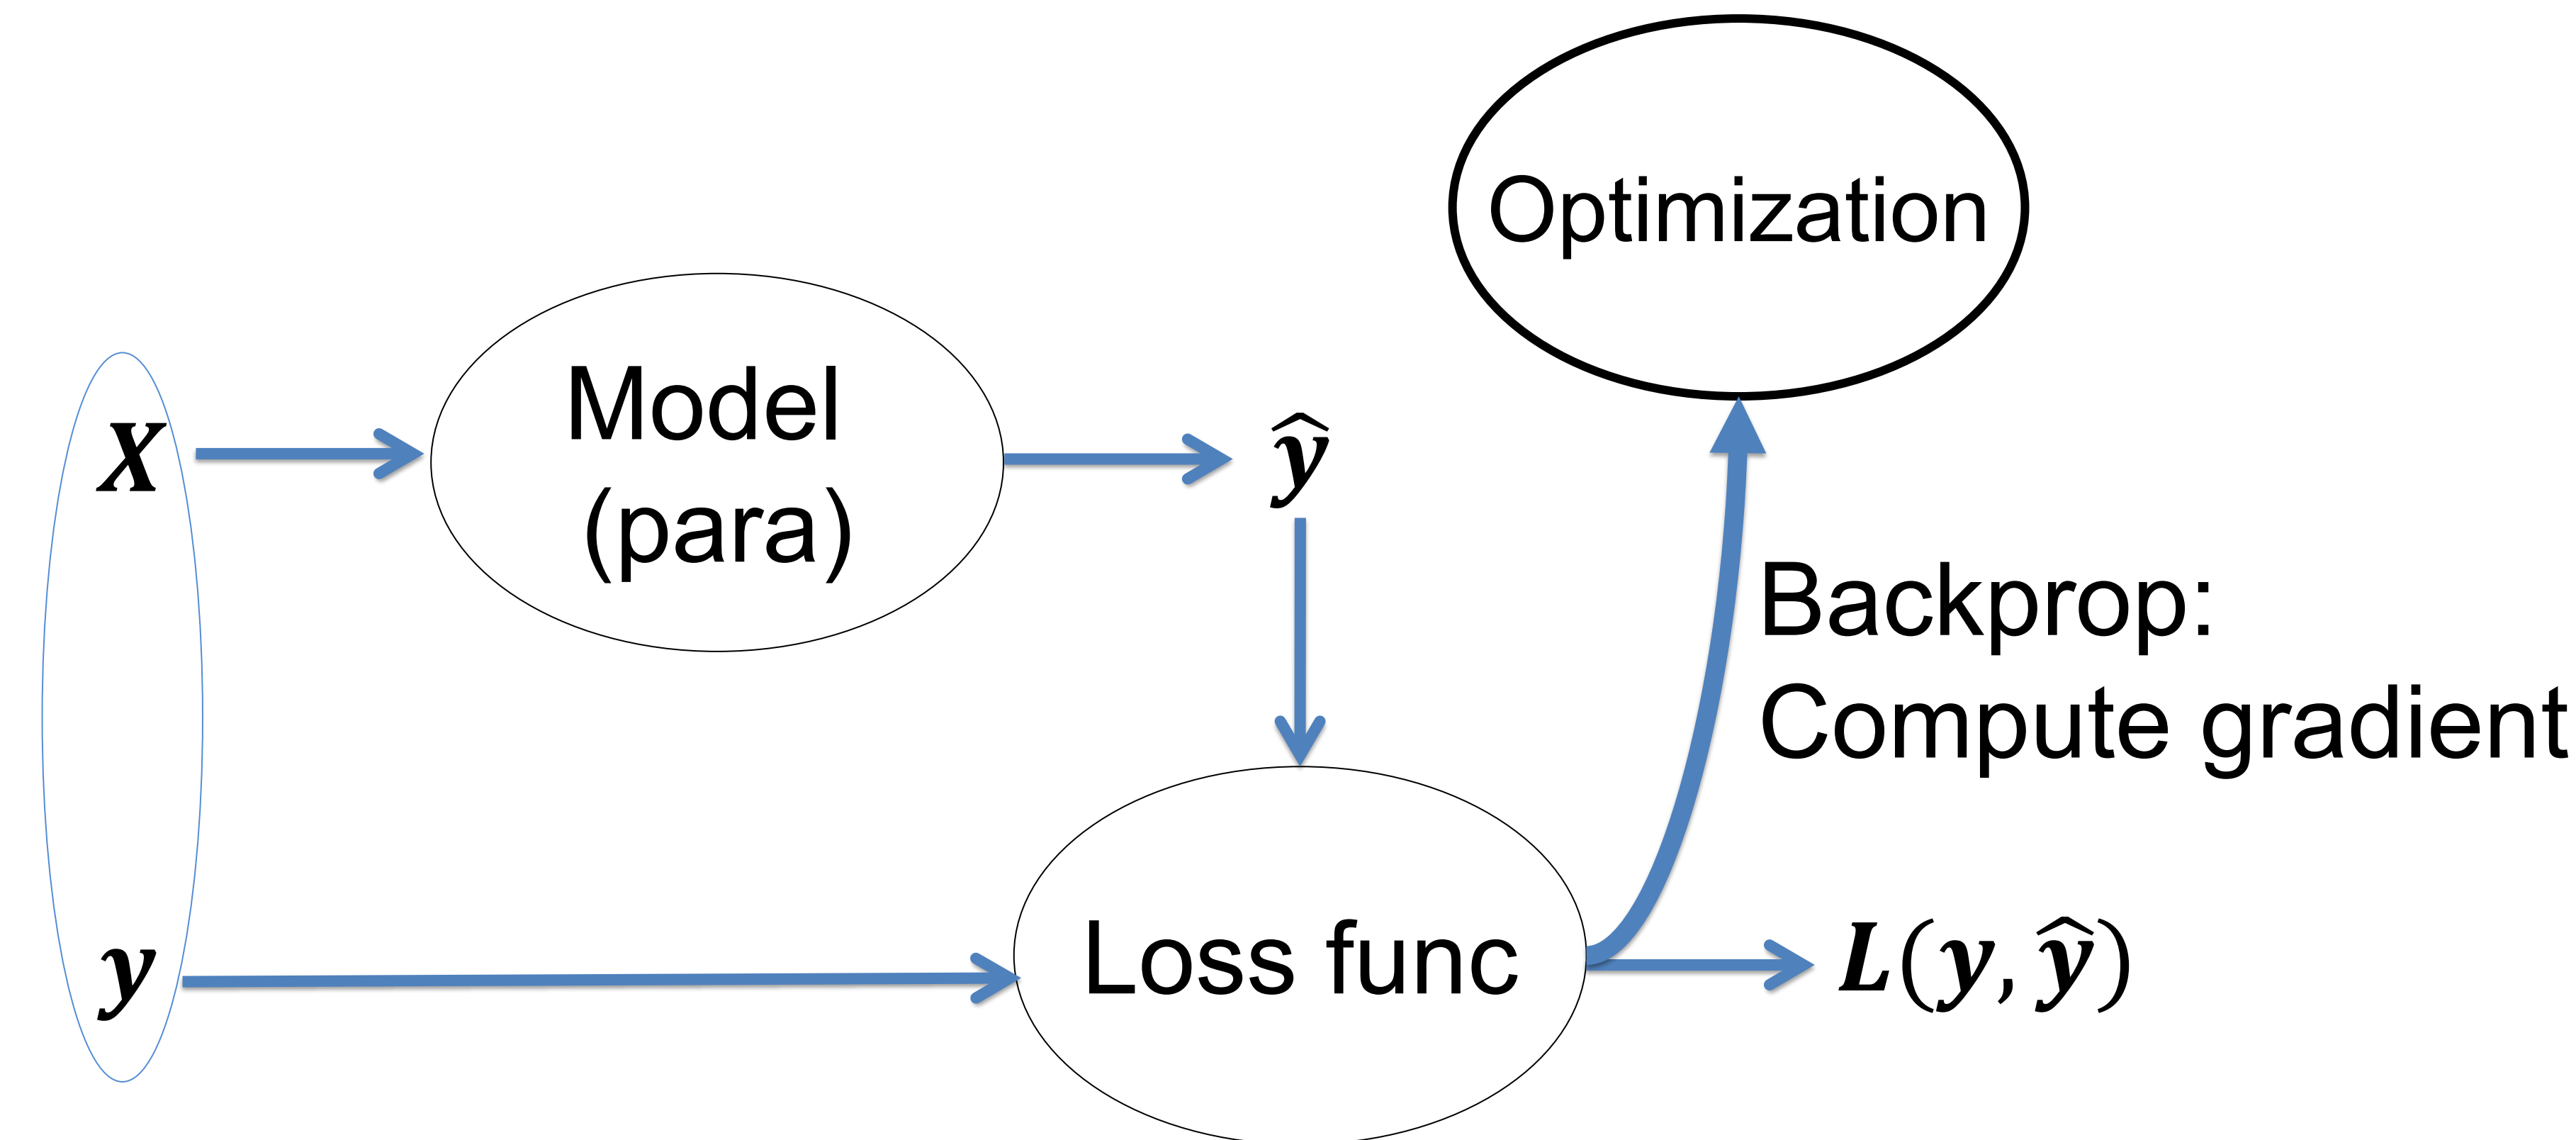 Optimization
Model
(para)
X
ŷ
Backprop:
Compute gradient
y
Loss func
L(y, ŷ)